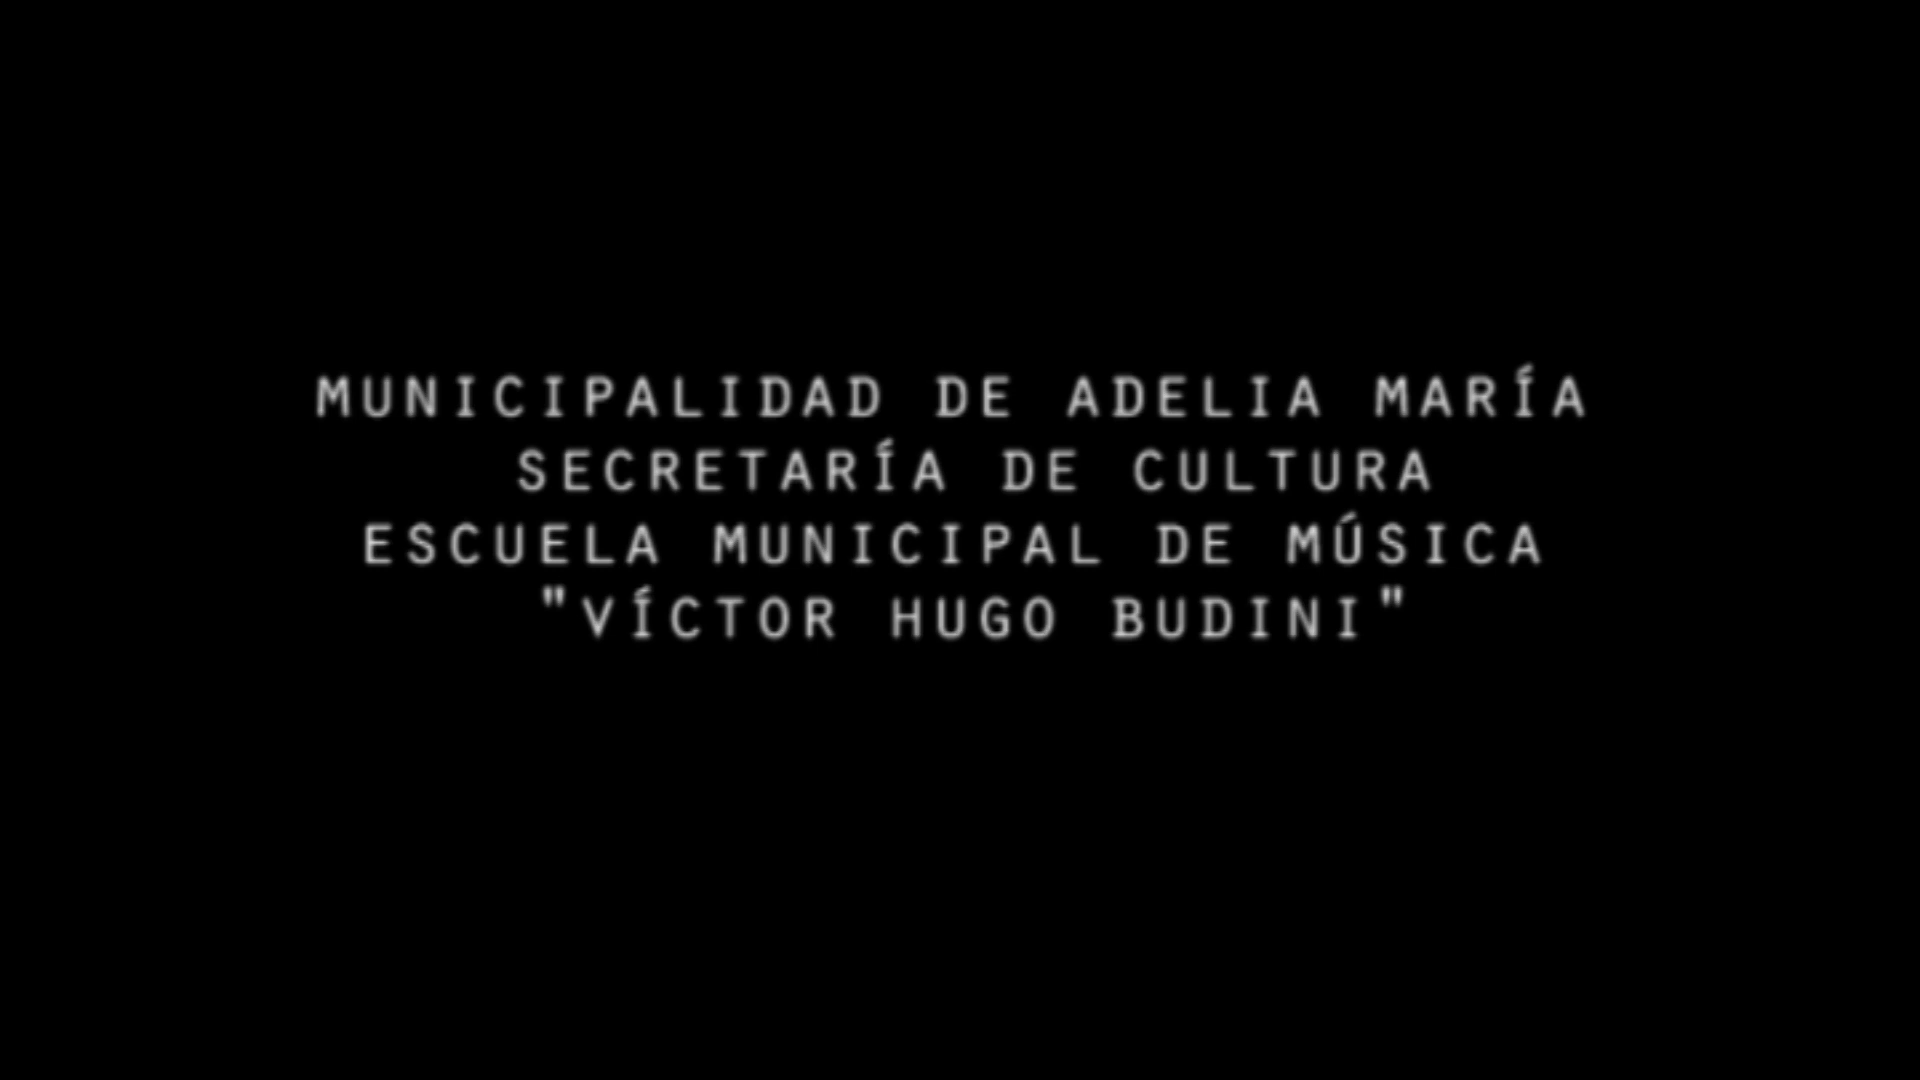 MUNICIPALIDAD DE ADELIA MARÍA
SECRETARÍA DE CULTURA
ESCUELA MUNICIPAL DE MÚSICA
"VÍCTOR HUGO BUDINI"